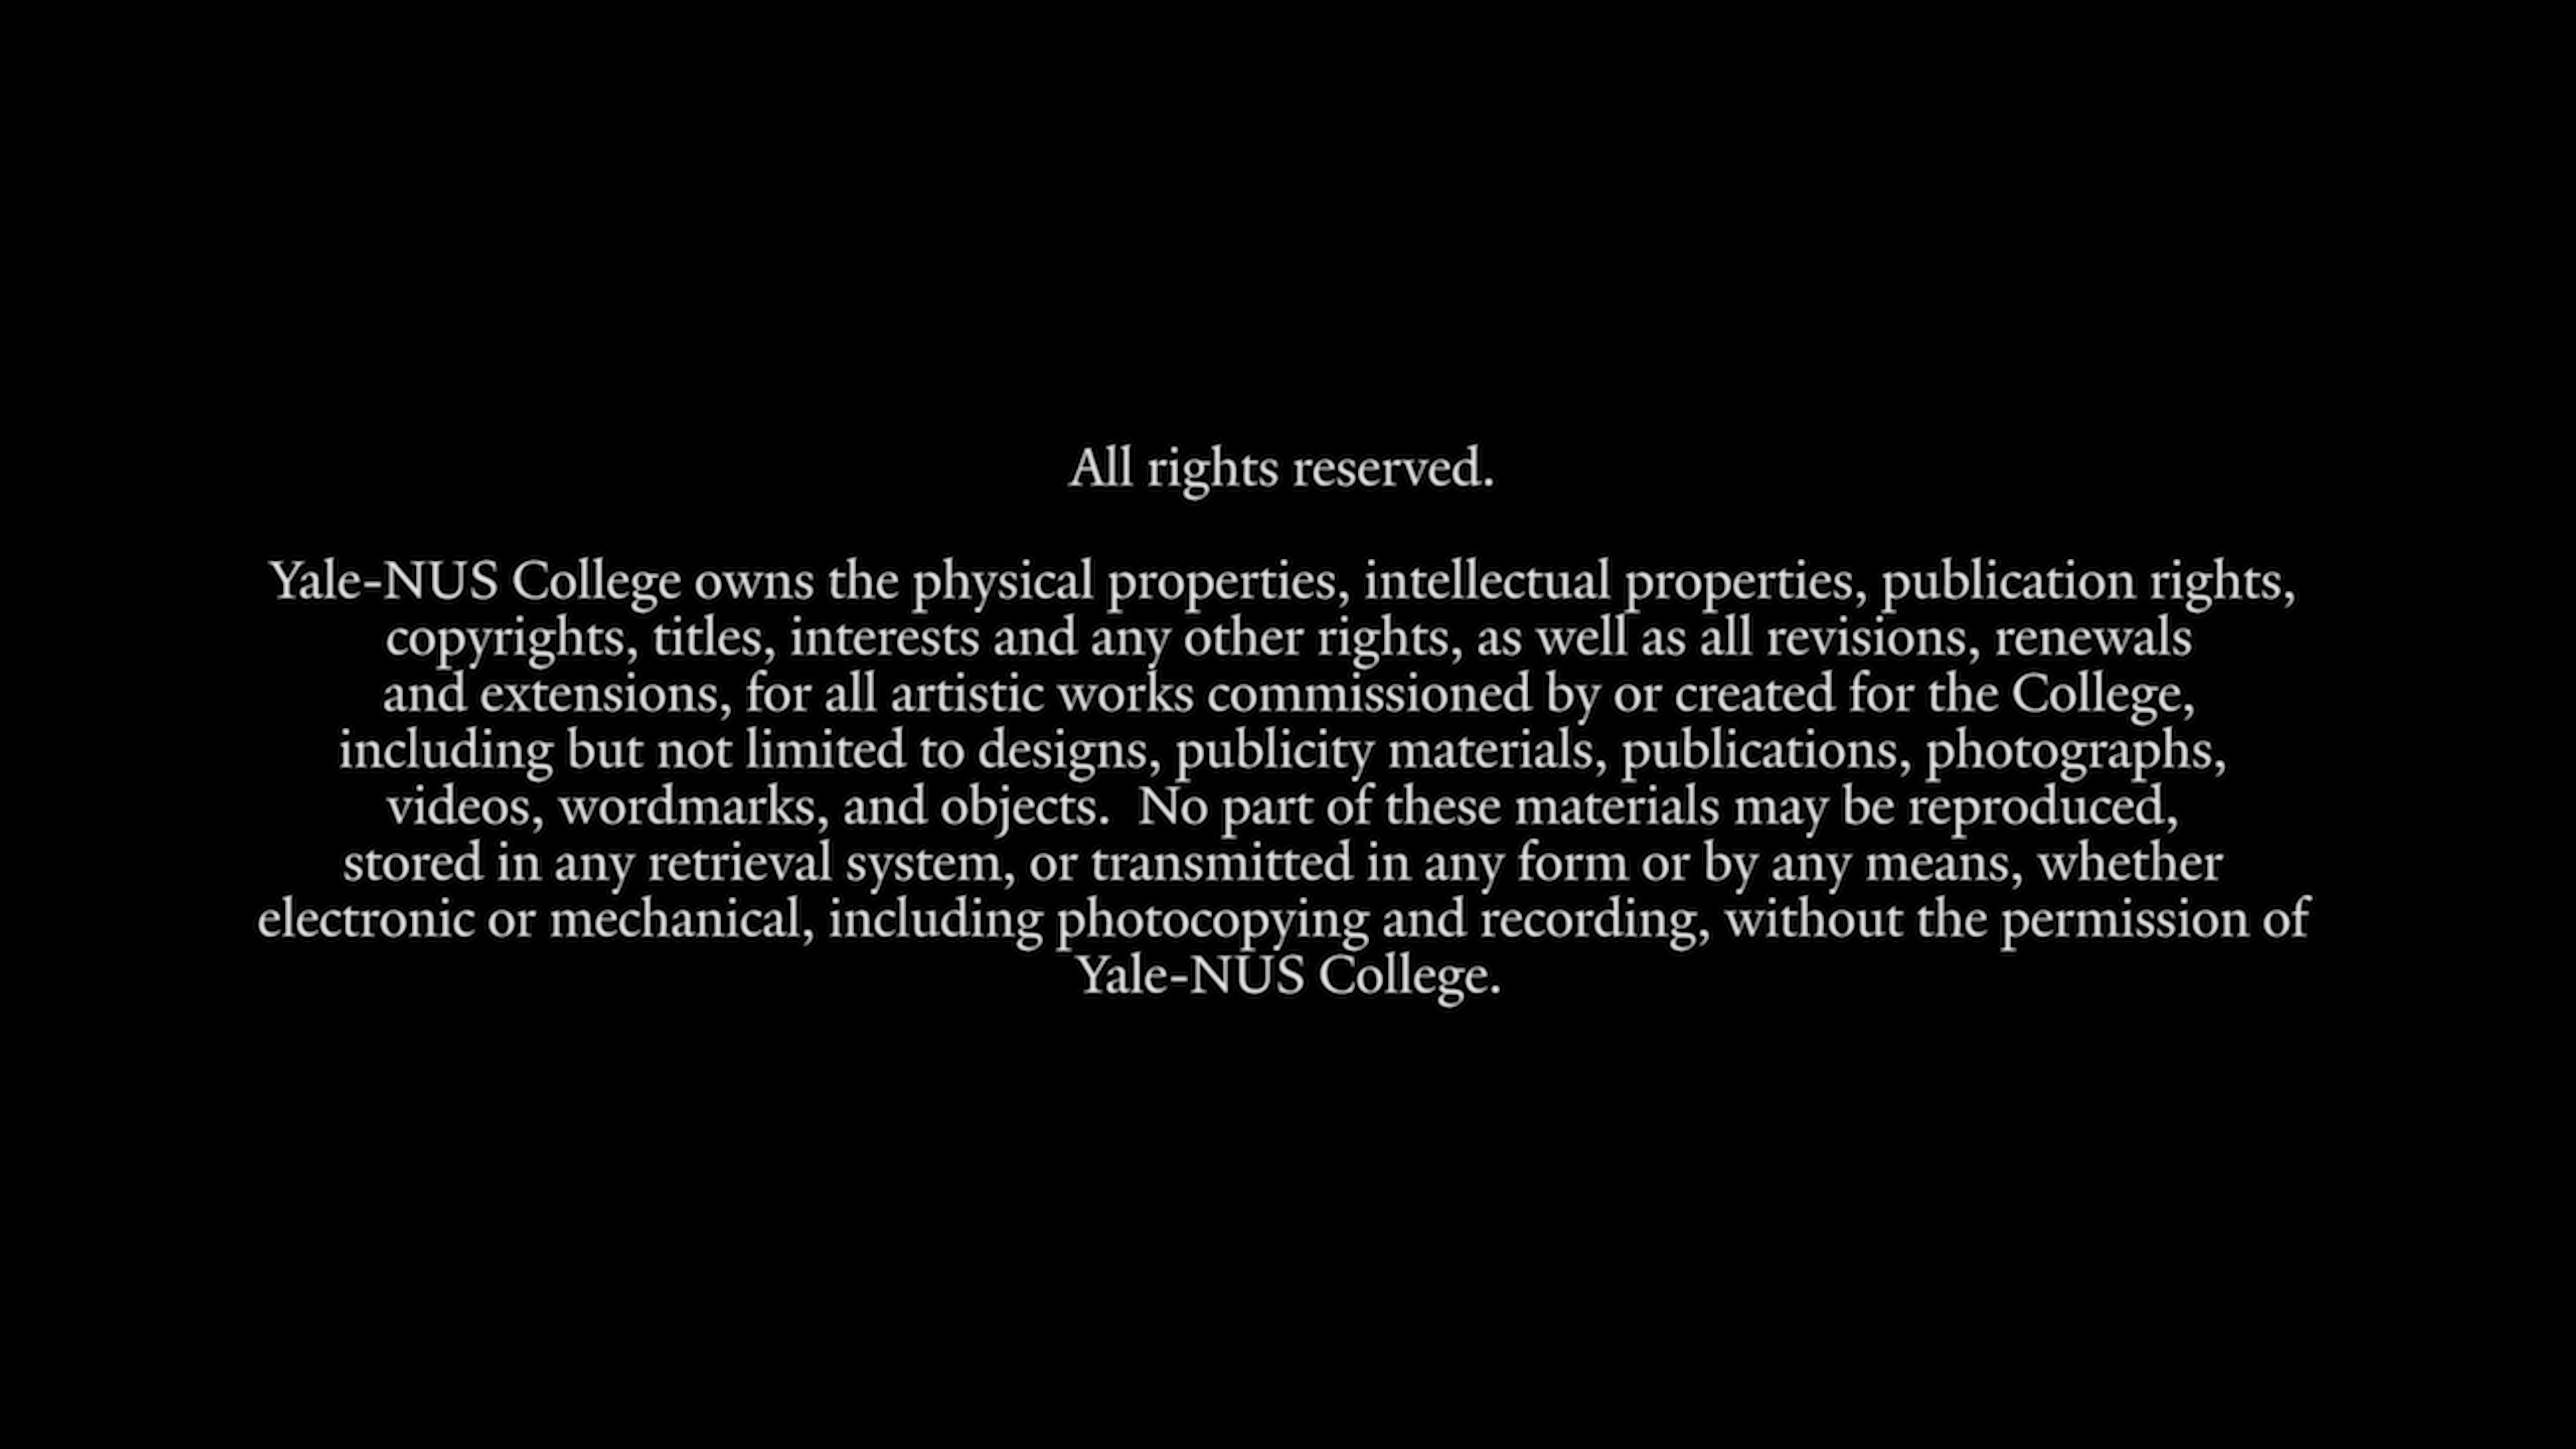 All rights reserved.
Yale-NUS College owns the physical properties, intellectual properties, publication rights,
copyrights, titles, interests and any other rights, as well as all revisions, renewals
and extensions, for all artistic works commissioned by or created for the College,
including but not limited to designs, publicity materials, publications, photographs,
videos, wordmarks, and objects.  No part of these materials may be reproduced,
stored in any retrieval system, or transmitted in any form or by any means, whether
electronic or mechanical, including photocopying and recording, without the permission of
Yale-NUS College.